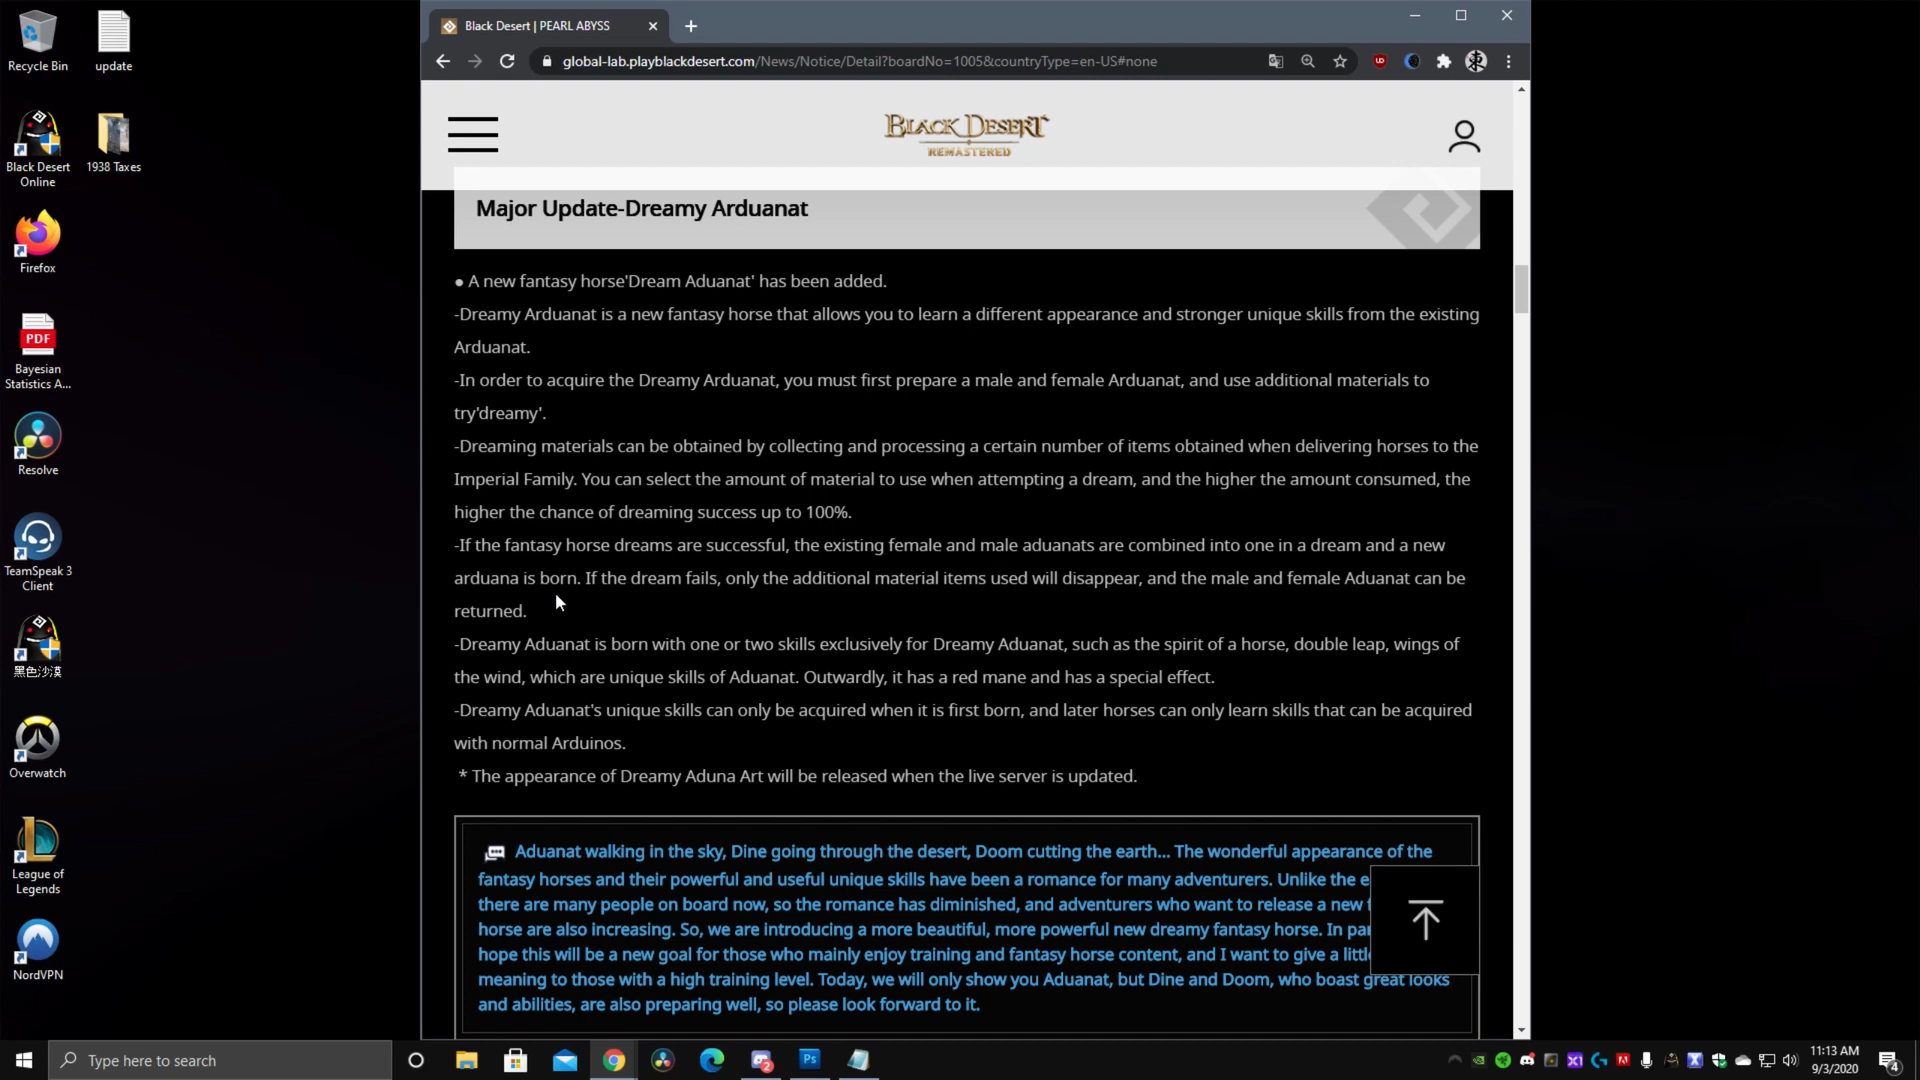 Recycle Bin
update
Black Desert
Online
1938 Taxes
Firefox
PDF
Bayesian
Statistics A...
Resolve
TeamSpeak 3
Client
黑色沙漠
Overwatch
League of
Legends
NordVPN
Black Desert | PEARL ABYSS
global-lab.playblackdesert.com/News/Notice/Detail?boardNo=1005&countryType=en-US#none
BLACK DESERT
REMASTERED
Major Update-Dreamy Arduanat
● A new fantasy horse'Dream Aduanat' has been added.
-Dreamy Arduanat is a new fantasy horse that allows you to learn a different appearance and stronger unique skills from the existing
Arduanat.
-In order to acquire the Dreamy Arduanat, you must first prepare a male and female Arduanat, and use additional materials to
try'dreamy'.
-Dreaming materials can be obtained by collecting and processing a certain number of items obtained when delivering horses to the
Imperial Family. You can select the amount of material to use when attempting a dream, and the higher the amount consumed, the
higher the chance of dreaming success up to 100%.
-If the fantasy horse dreams are successful, the existing female and male aduanats are combined into one in a dream and a new
arduana is born. If the dream fails, only the additional material items used will disappear, and the male and female Aduanat can be
returned.
-Dreamy Aduanat is born with one or two skills exclusively for Dreamy Aduanat, such as the spirit of a horse, double leap, wings of
the wind, which are unique skills of Aduanat. Outwardly, it has a red mane and has a special effect.
-Dreamy Aduanat's unique skills can only be acquired when it is first born, and later horses can only learn skills that can be acquired
with normal Arduinos.
* The appearance of Dreamy Aduna Art will be released when the live server is updated.
Aduanat walking in the sky, Dine going through the desert, Doom cutting the earth... The wonderful appearance of the
fantasy horses and their powerful and useful unique skills have been a romance for many adventurers. Unlike the e
there are many people on board now, so the romance has diminished, and adventurers who want to release a new f
horse are also increasing. So, we are introducing a more beautiful, more powerful new dreamy fantasy horse. In par
hope this will be a new goal for those who mainly enjoy training and fantasy horse content, and I want to give a littl
meaning to those with a high training level. Today, we will only show you Aduanat, but Dine and Doom, who boast great looks
and abilities, are also preparing well, so please look forward to it.
Type here to search
Ps
2
11:13 AM
9/3/2020
4